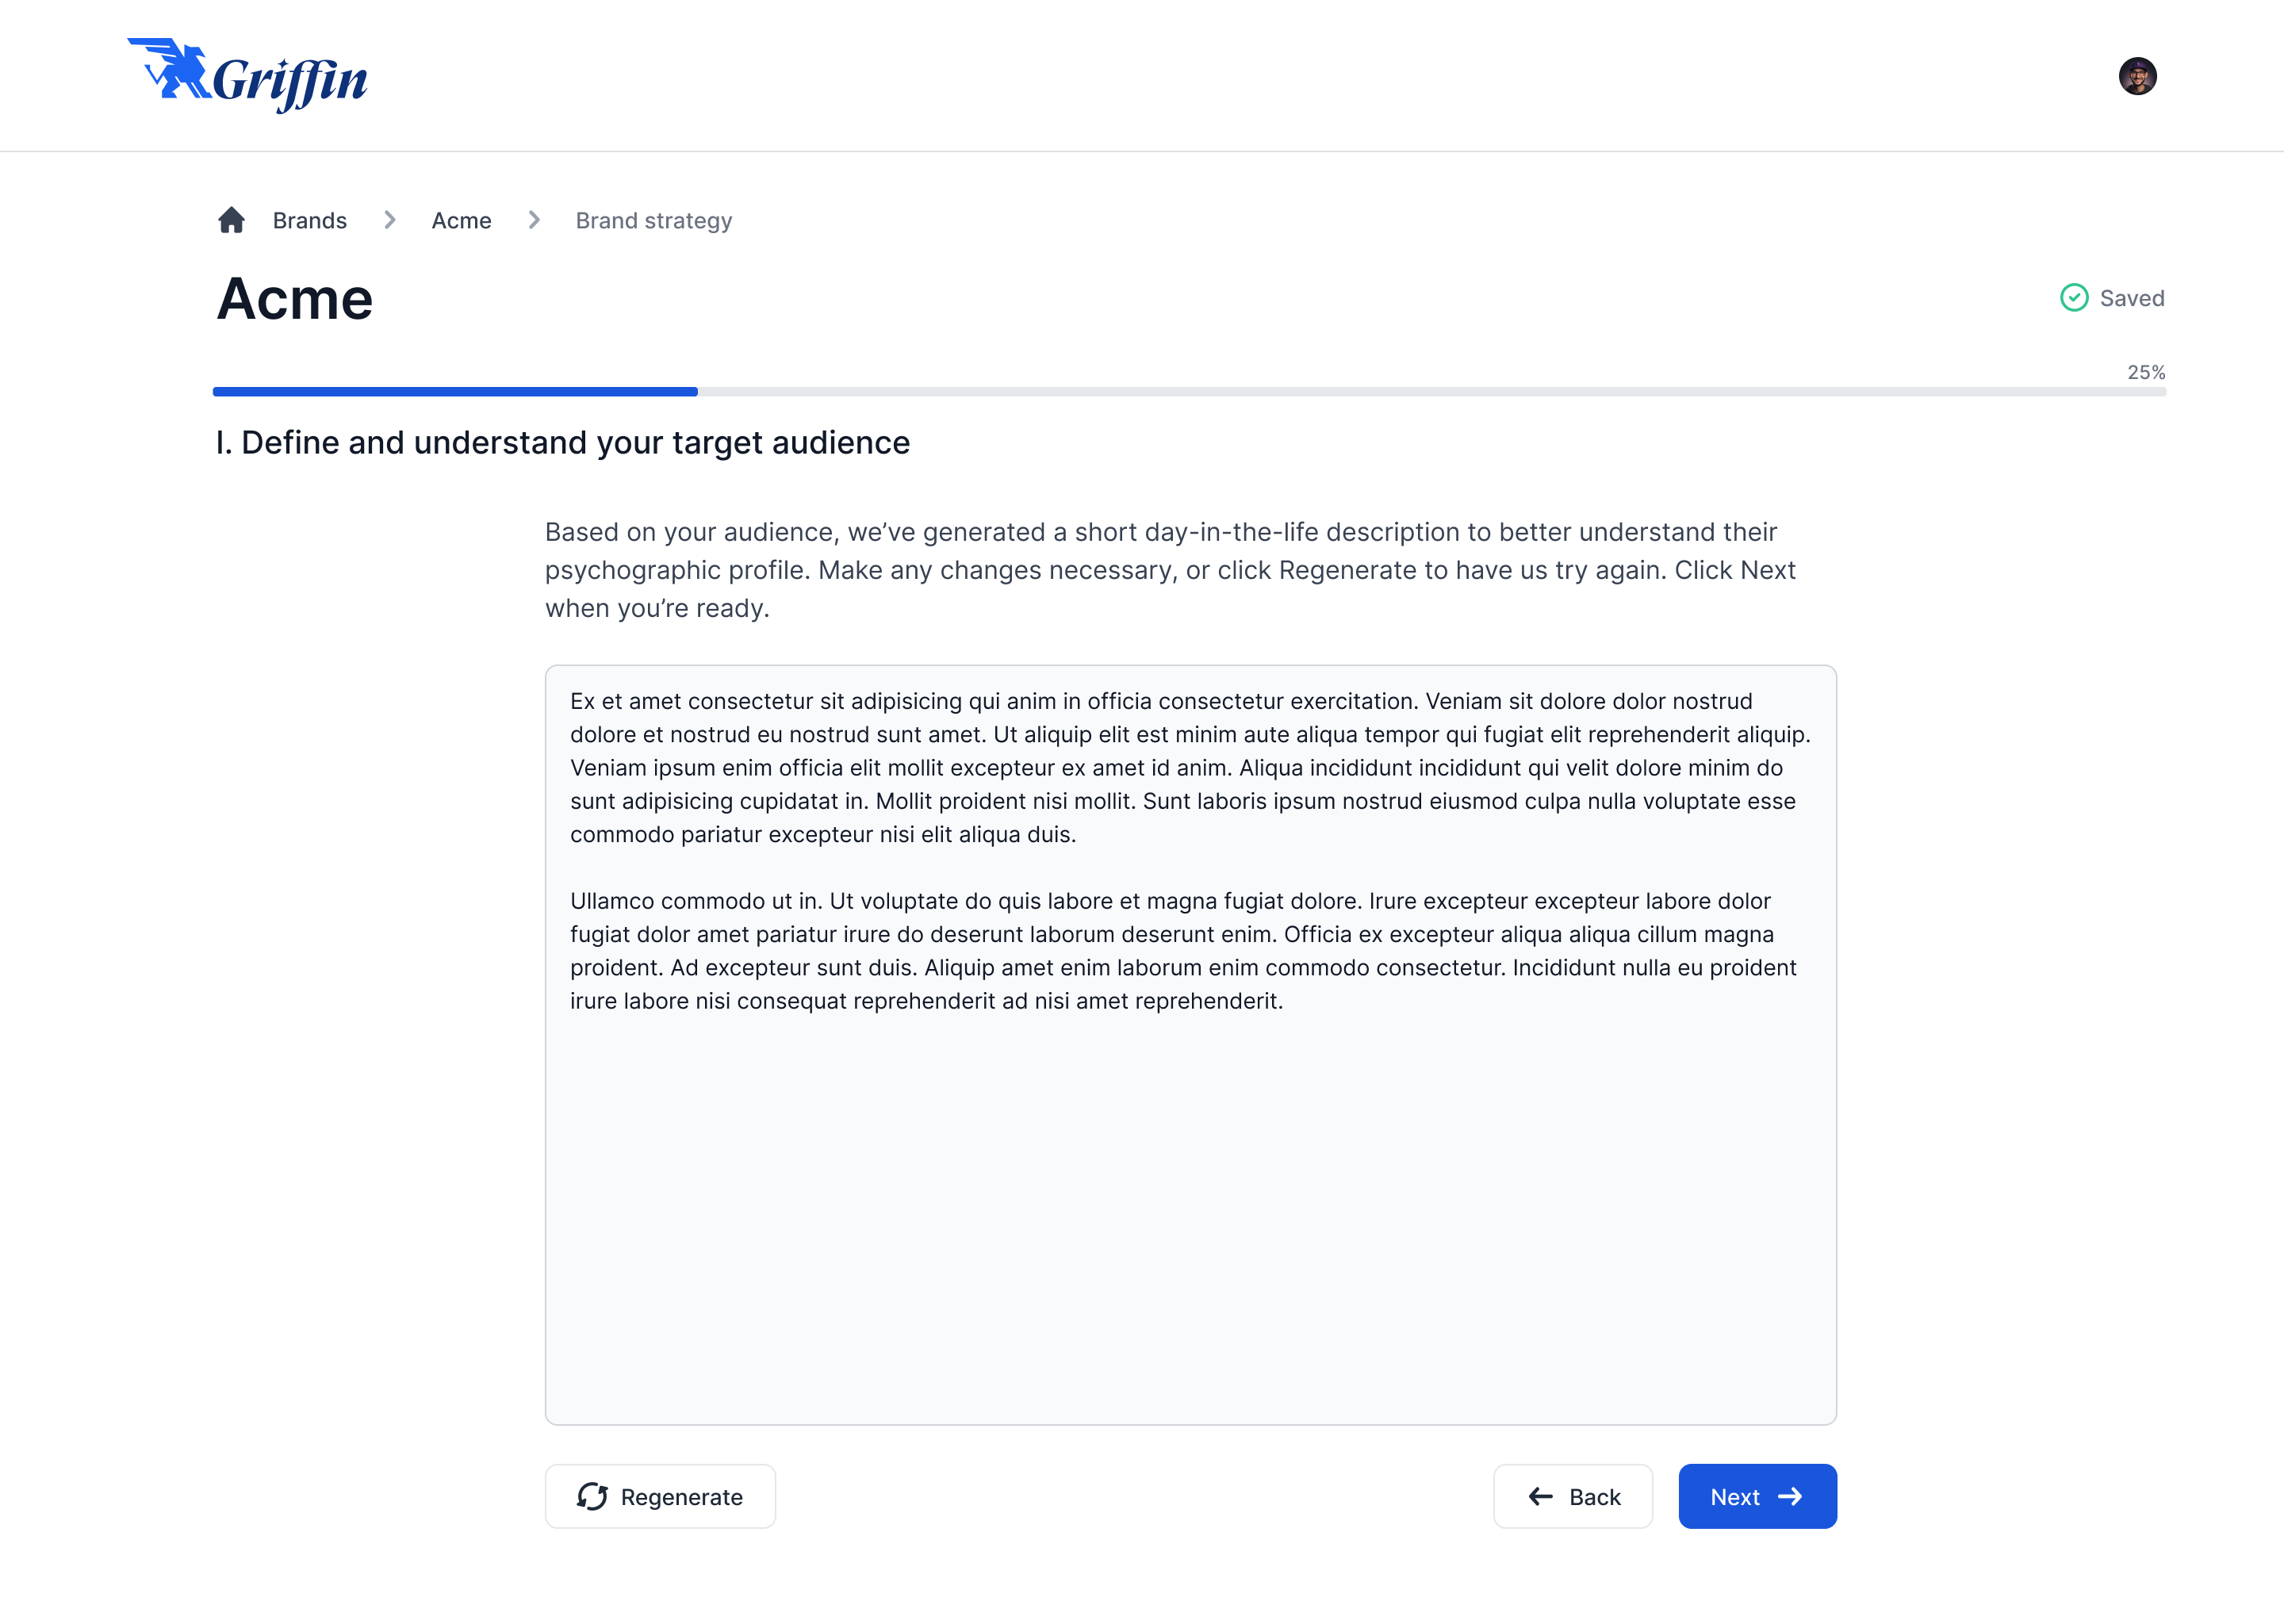 Griffin
Brands
Acme
Brand strategy
Acme
Saved
25%
I. Define and understand your target audience
Based on your audience, we’ve generated a short day-in-the-life description to better understand their
psychographic profile. Make any changes necessary, or click Regenerate to have us try again. Click Next
when you’re ready.
Ex et amet consectetur sit adipisicing qui anim in officia consectetur exercitation. Veniam sit dolore dolor nostrud
dolore et nostrud eu nostrud sunt amet. Ut aliquip elit est minim aute aliqua tempor qui fugiat elit reprehenderit aliquip.
Veniam ipsum enim officia elit mollit excepteur ex amet id anim. Aliqua incididunt incididunt qui velit dolore minim do
sunt adipisicing cupidatat in. Mollit proident nisi mollit. Sunt laboris ipsum nostrud eiusmod culpa nulla voluptate esse
commodo pariatur excepteur nisi elit aliqua duis.
Ullamco commodo ut in. Ut voluptate do quis labore et magna fugiat dolore. Irure excepteur excepteur labore dolor
fugiat dolor amet pariatur irure do deserunt laborum deserunt enim. Officia ex excepteur aliqua aliqua cillum magna
proident. Ad excepteur sunt duis. Aliquip amet enim laborum enim commodo consectetur. Incididunt nulla eu proident
irure labore nisi consequat reprehenderit ad nisi amet reprehenderit.
Regenerate
Back
Next